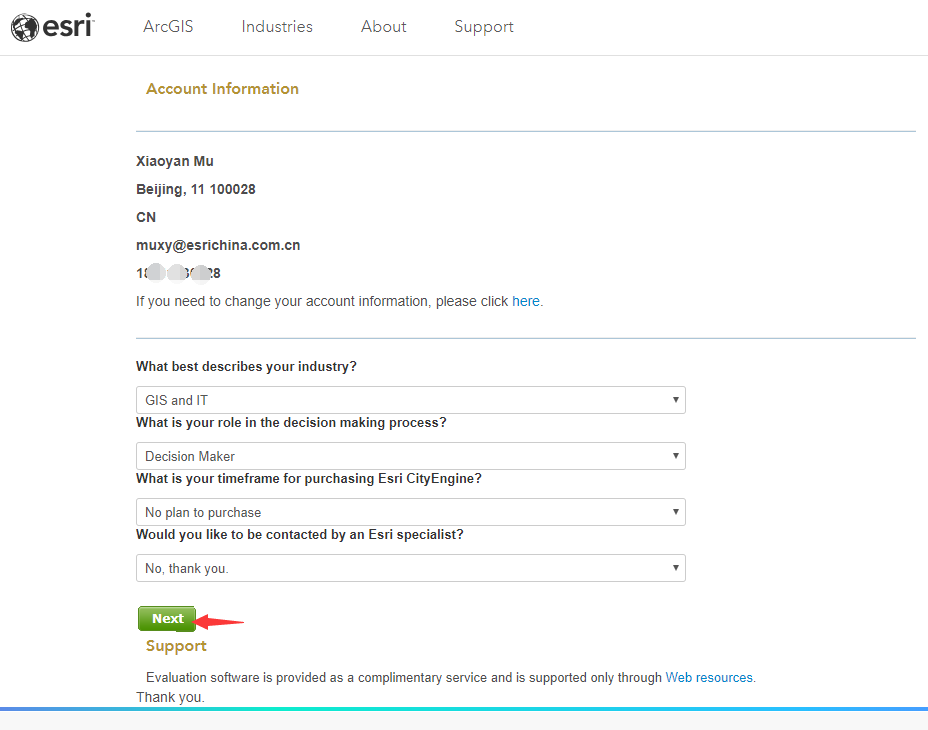 esri
ArcGIS Industries About Support
Account Information
Xiaoyan Mu
Beijing, 11 100028
CN
muxy@esrichina.com.cn
If you need to change your account information, please click here.
What best describes your industry?
GIS and IT
What is your role in the decision making process?
Decision Maker
What is your timeframe for purchasing Esri CityEngine?
No plan to purchase
Would you like to be contacted by an Esri specialist?
No, thank you.
Next
Support
Evaluation software is provided as a complimentary service and is supported only through Web resources.
Thank you.